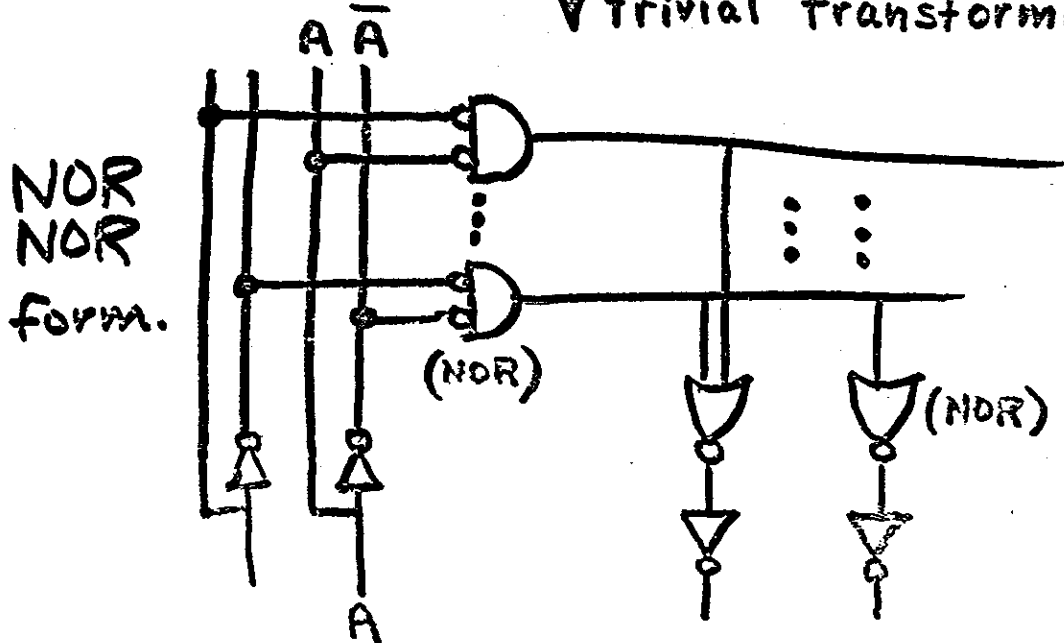 Trivial Transform
A A̅
NOR
NOR
form.
(NOR)
(NOR)
A